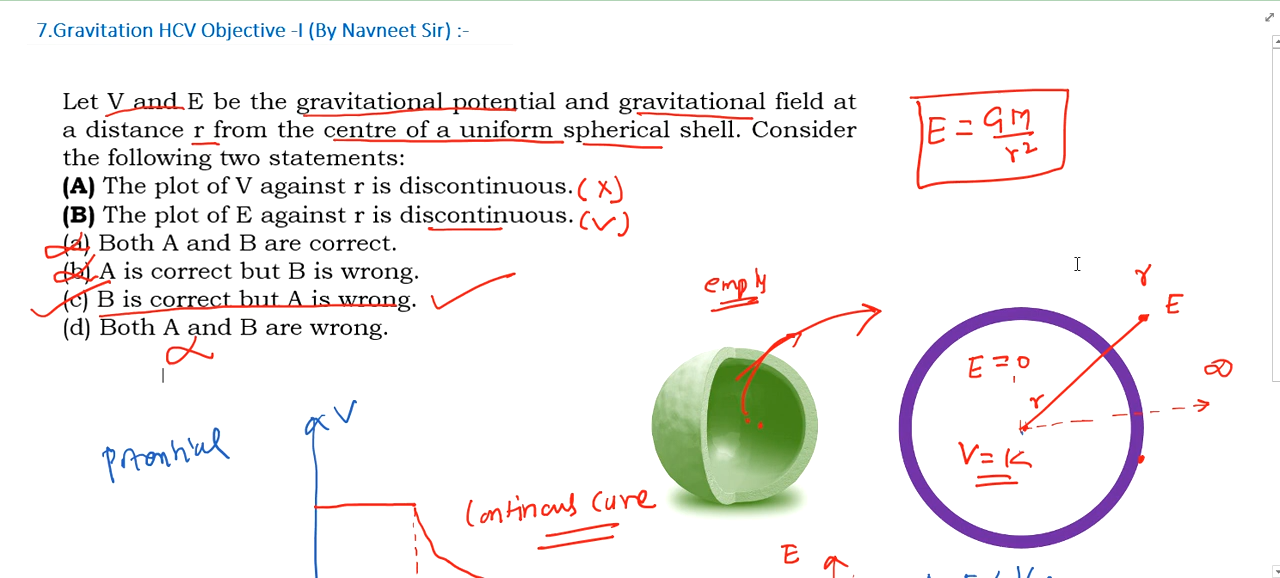 7.Gravitation HCV Objective -I (By Navneet Sir) :-
Let V and E be the gravitational potential and gravitational field at
a distance r from the centre of a uniform spherical shell. Consider
the following two statements:
(A) The plot of V against r is discontinuous. (×)
(B) The plot of E against r is discontinuous. (✓)
(a) Both A and B are correct.
(b) A is correct but B is wrong.
(c) B is correct but A is wrong.
(d) Both A and B are wrong.
E = GM
r²
empty
r
E
E = 0
∞
r
V = K
V
Potential
Continous Curve
E